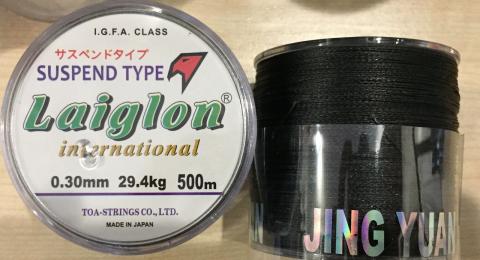 I.G.F.A. CLASS
サスペンドタイプ
SUSPEND TYPE
Laiglon®
international
0.30mm 29.4kg 500m
TOA-STRINGS CO., LTD.
MADE IN JAPAN
JING YUAN